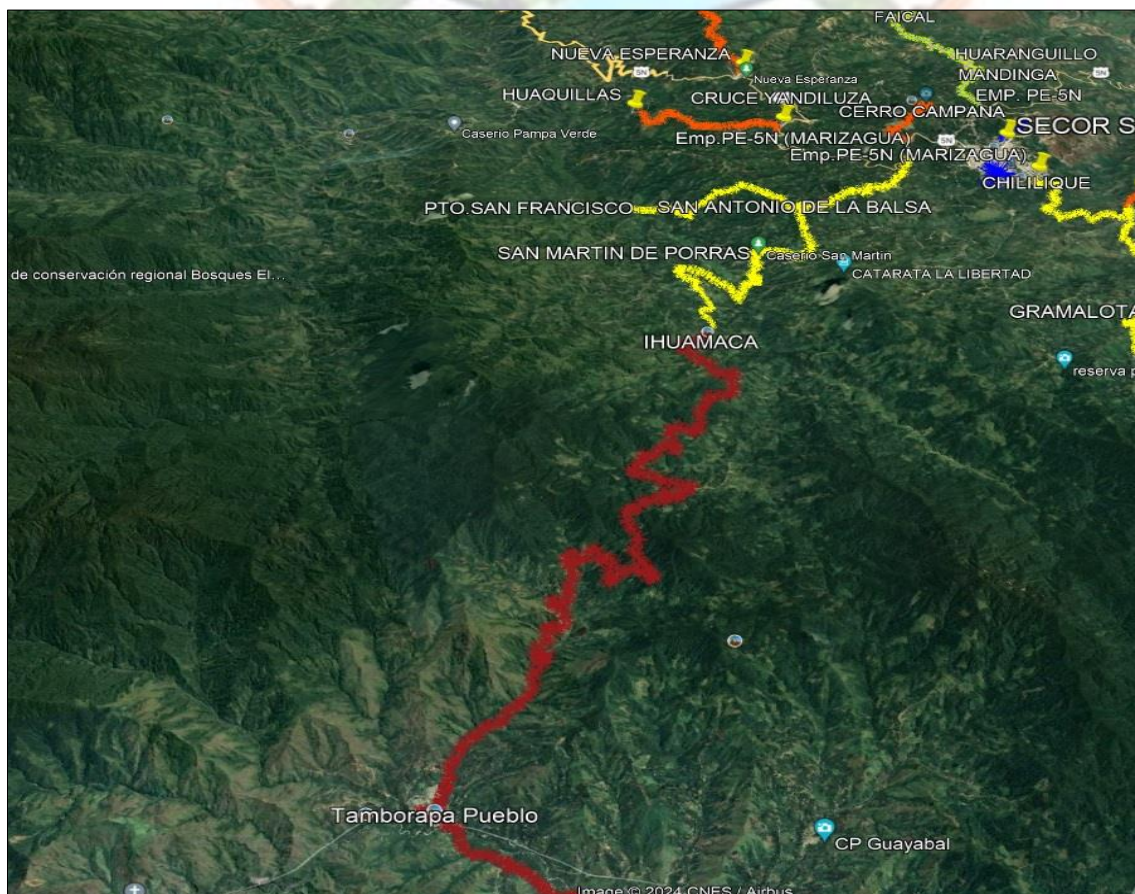 FAICAL
NUEVA ESPERANZA
HUARANGUILLO
5N
Nueva Esperanza
MANDINGA
5N
HUAQUILLAS
CRUCE YANDILUZA
EMP. PE-5N
CERRO CAMPANA
Caserio Pampa Verde
Emp.PE-5N (MARIZAGUA)
5N
SECOR S
Emp.PE-5N (MARIZAGUA)
CHILILIQUE
PTO.SAN FRANCISCO
SAN ANTONIO DE LA BALSA
SAN MARTIN DE PORRAS
Caserio San Martin
de conservación regional Bosques El...
CATARATA LA LIBERTAD
GRAMALOTA
IHUAMACA
reserva p
Tamborapa Pueblo
CP Guayabal
Image © 2024 CNES / Airbus